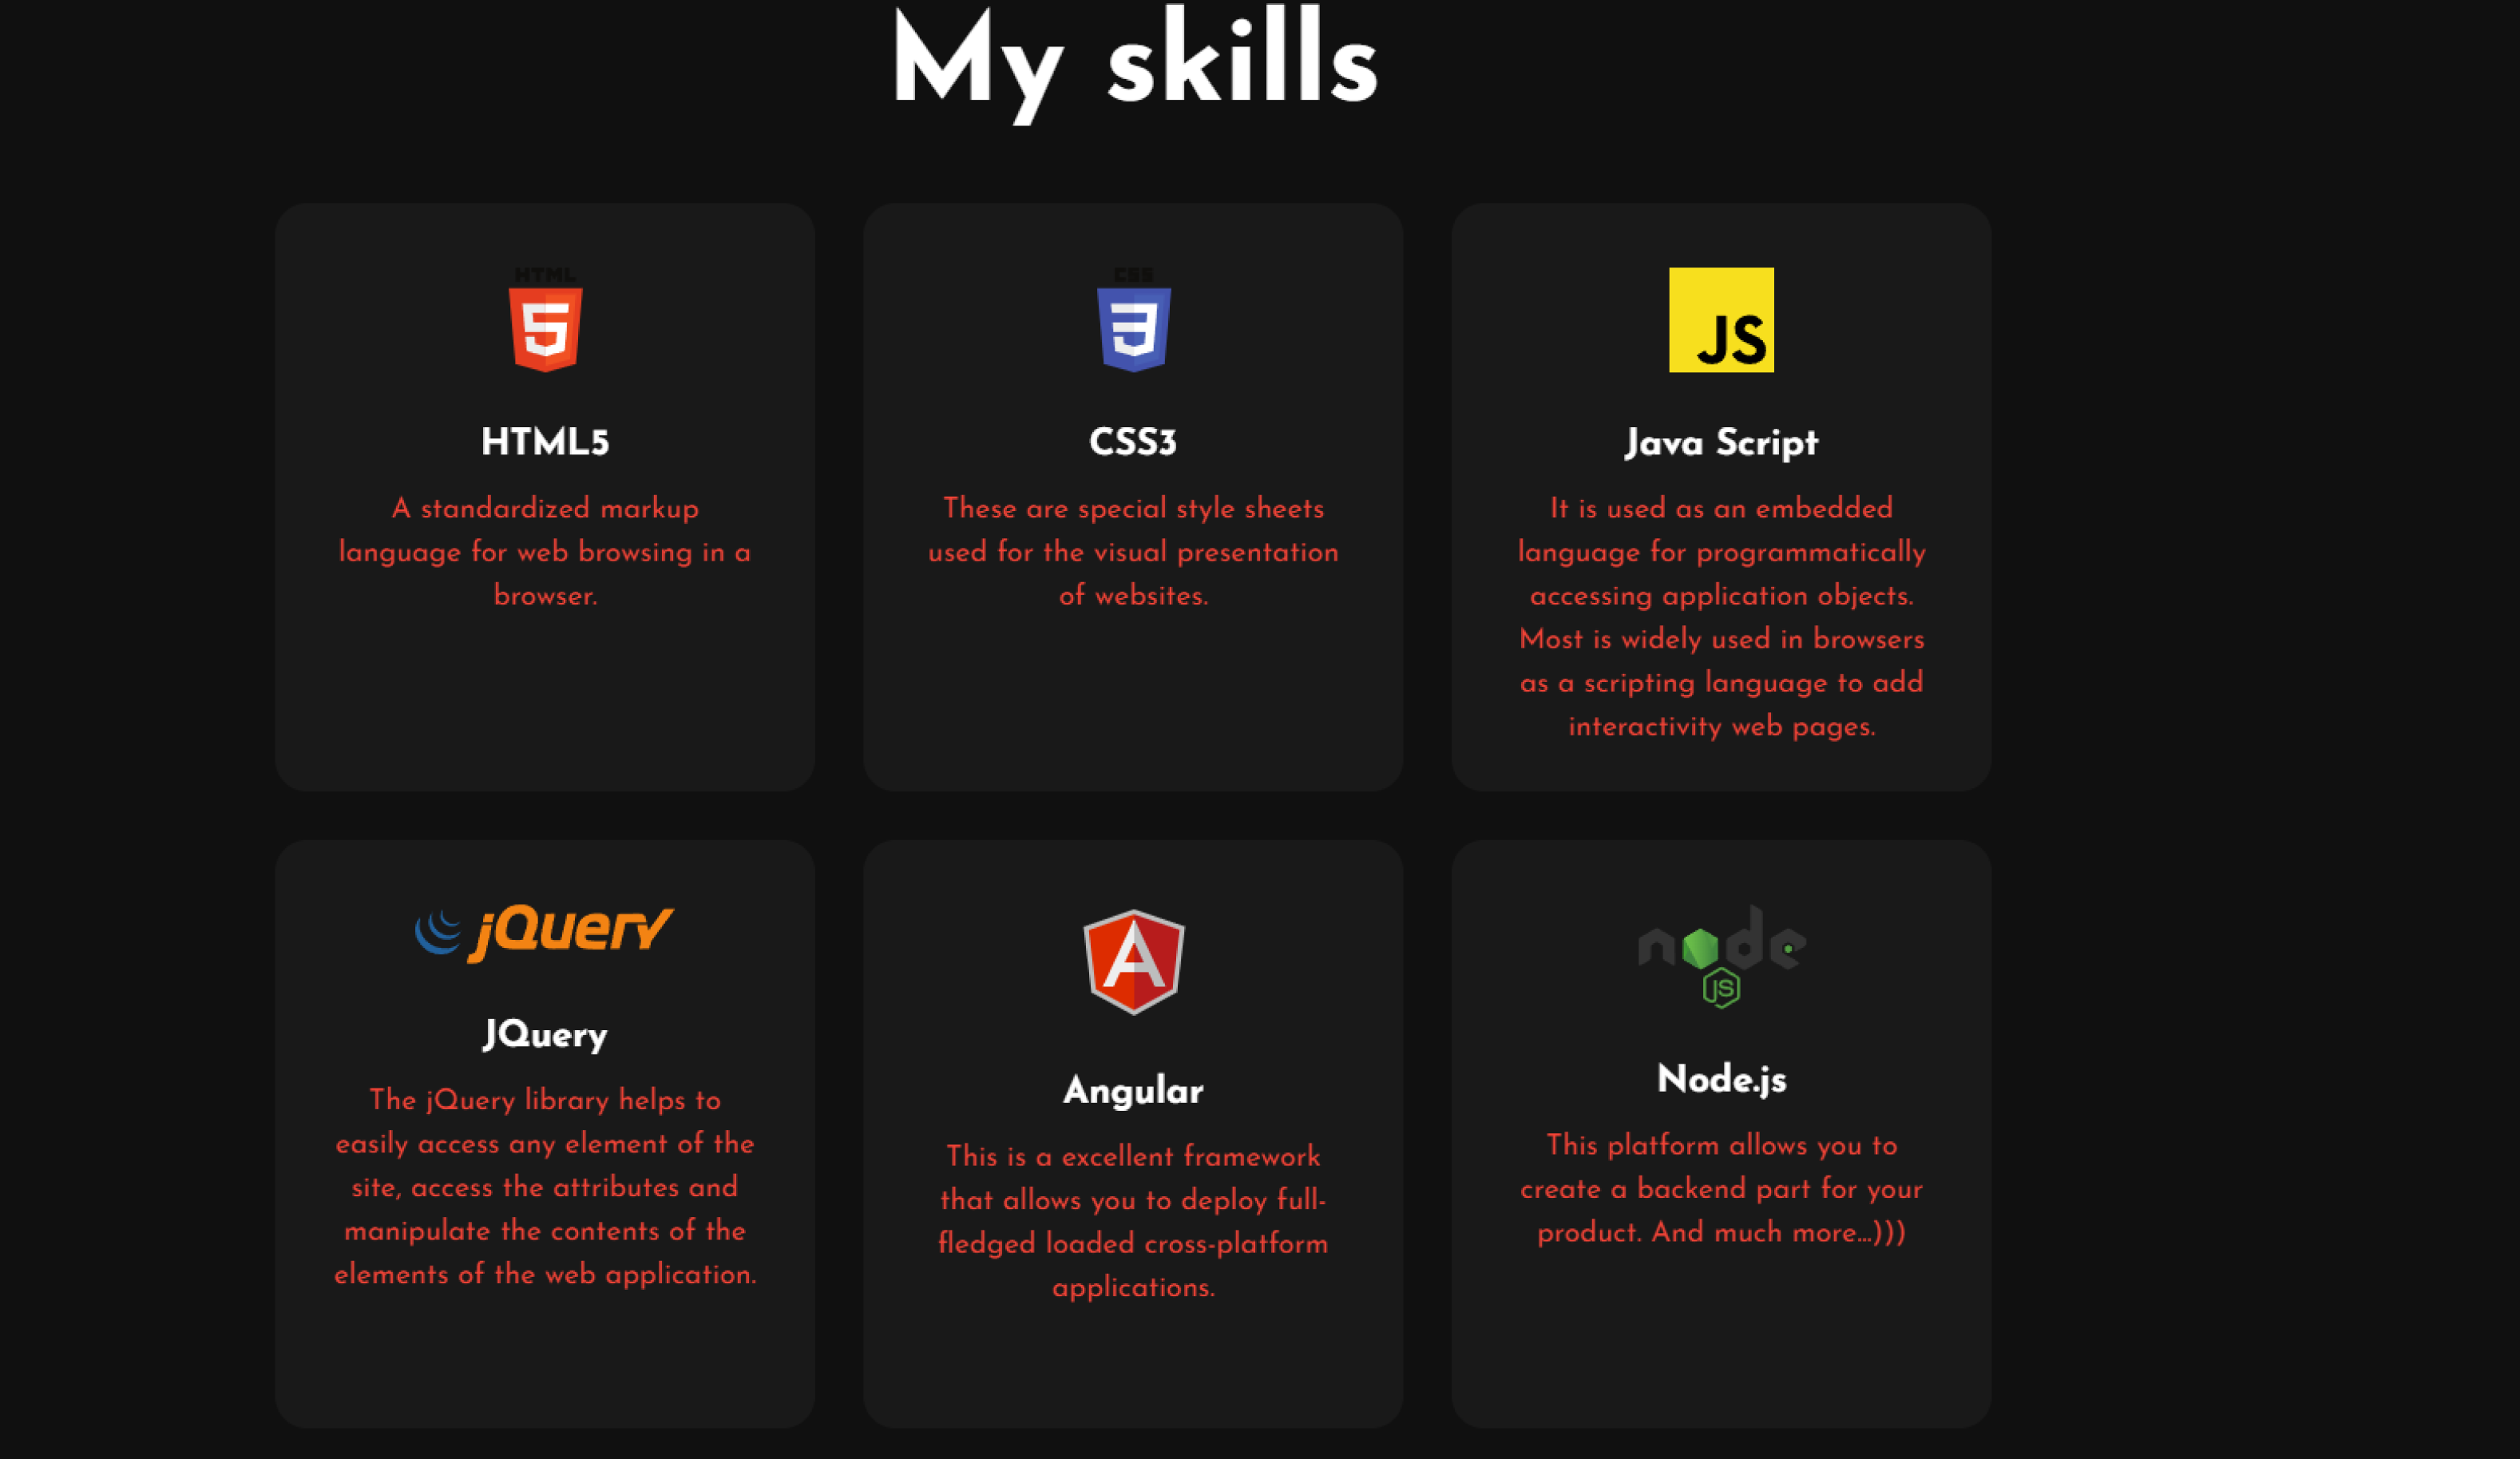 My skills
HTML
5
HTML5
A standardized markup
language for web browsing in a
browser.
CSS
3
CSS3
These are special style sheets
used for the visual presentation
of websites.
JS
Java Script
It is used as an embedded
language for programmatically
accessing application objects.
Most is widely used in browsers
as a scripting language to add
interactivity web pages.
jQuery
JQuery
The jQuery library helps to
easily access any element of the
site, access the attributes and
manipulate the contents of the
elements of the web application.
A
Angular
This is a excellent framework
that allows you to deploy full-
fledged loaded cross-platform
applications.
node
JS
Node.js
This platform allows you to
create a backend part for your
product. And much more...)))